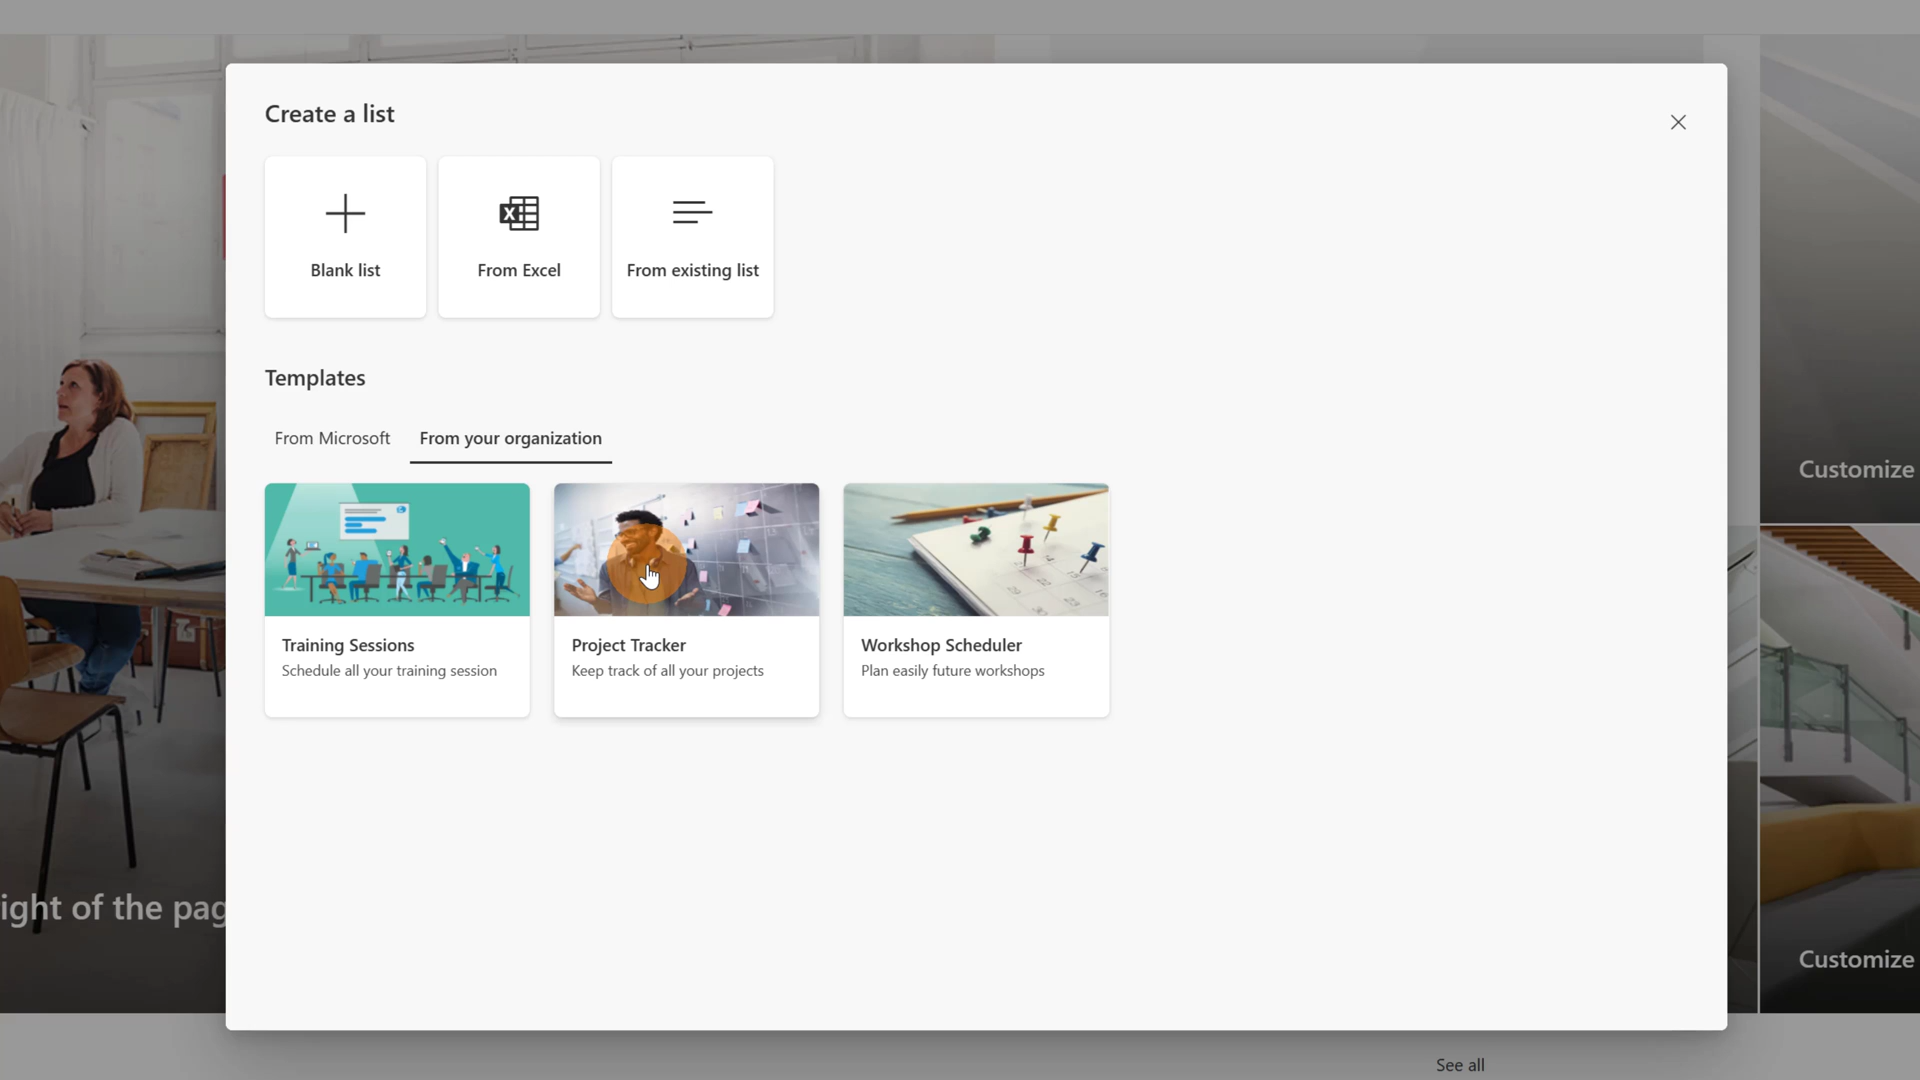 Create a list
Blank list
From Excel
From existing list
Templates
From Microsoft
From your organization
Training Sessions
Schedule all your training session
Project Tracker
Keep track of all your projects
Workshop Scheduler
Plan easily future workshops
Customize
ight of the pag
Customize
See all